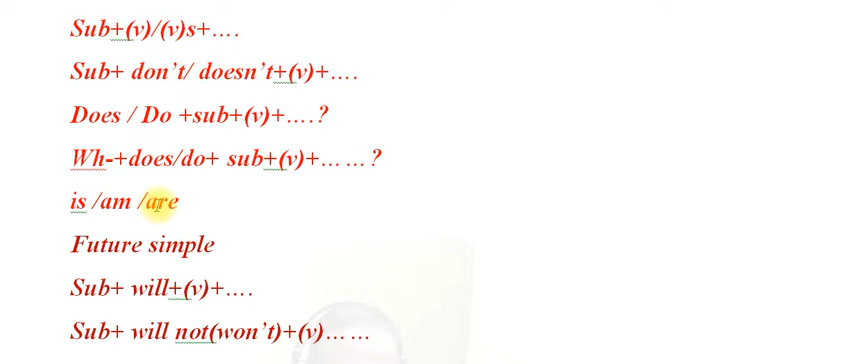 Sub+(v)/(v)s+….
Sub+ don’t/ doesn’t+(v)+….
Does / Do +sub+(v)+….?
Wh-+does/do+ sub+(v)+……?
is /am /are
Future simple
Sub+ will+(v)+….
Sub+ will not(won’t)+(v)……